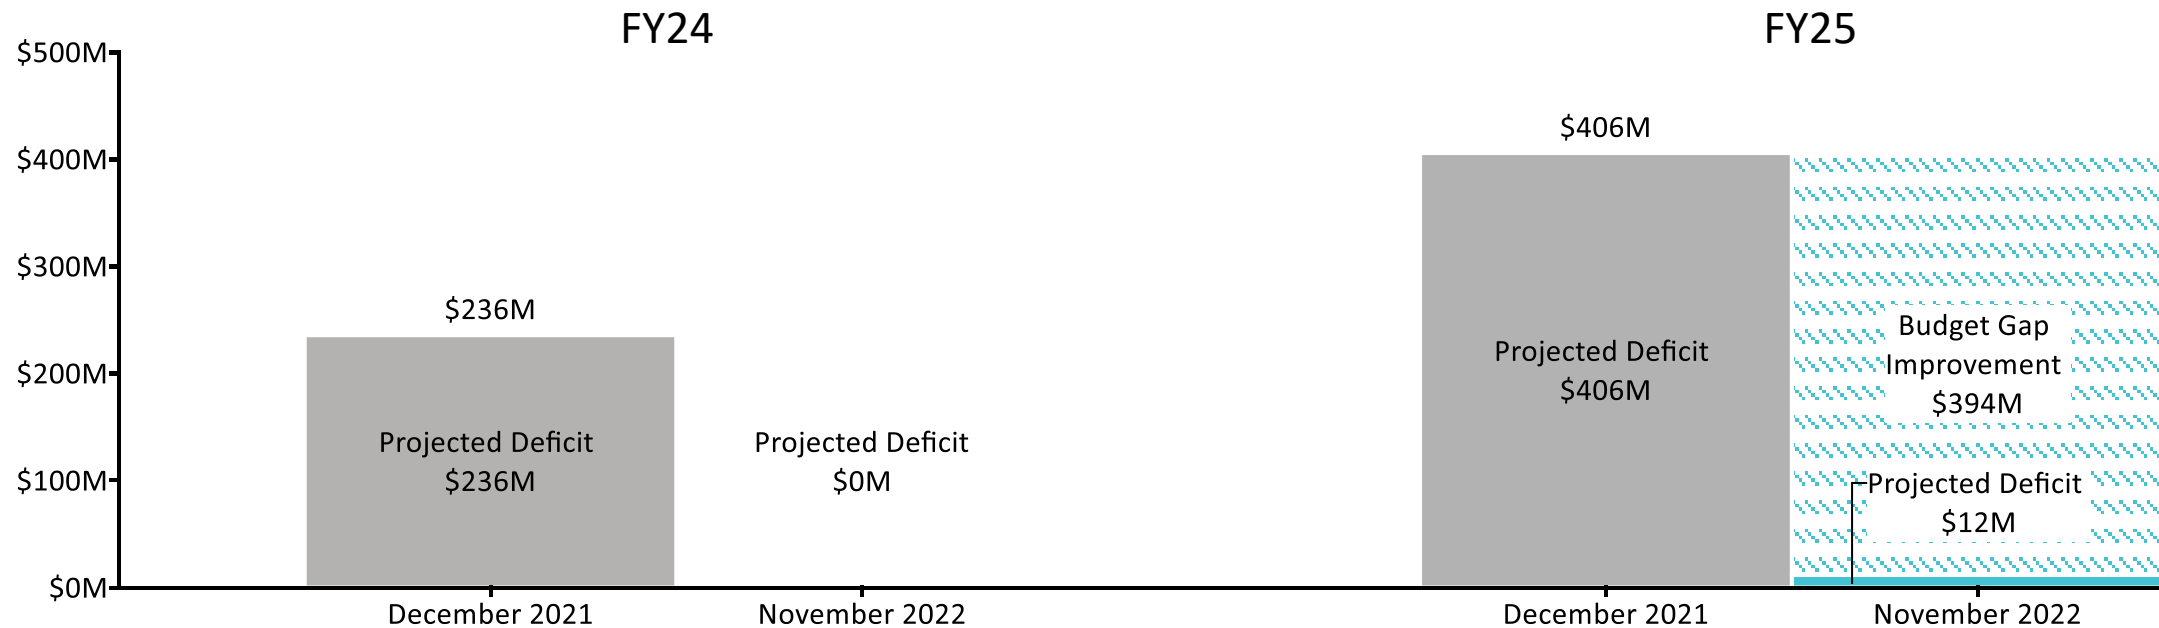 FY24
FY25
$500M
$400M
$300M
$200M
$100M
$0M
$236M
Projected Deficit
$236M
Projected Deficit
$0M
December 2021
November 2022
$406M
Projected Deficit
$406M
Budget Gap
Improvement
$394M
Projected Deficit
$12M
December 2021
November 2022